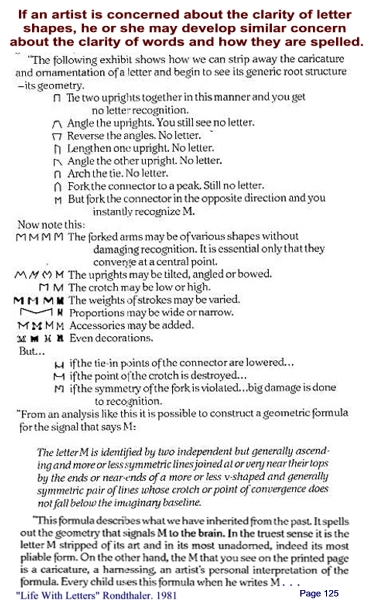 If an artist is concerned about the clarity of letter
shapes, he or she may develop similar concern
about the clarity of words and how they are spelled.
"The following exhibit shows how we can strip away the caricature
and ornamentation of a letter and begin to see its generic root structure
–its geometry.
Tie two uprights together in this manner and you get
no letter recognition.
Angle the uprights. You still see no letter.
Reverse the angles. No letter.
Lengthen one upright. No letter.
Angle the other upright. No letter.
Arch the tie. No letter.
Fork the connector to a peak. Still no letter.
M But fork the connector in the opposite direction and you
instantly recognize M.
Now note this:
M M M M The forked arms may be of various shapes without
damaging recognition. It is essential only that they
converge at a central point.
M M M M The uprights may be tilted, angled or bowed.
M M The crotch may be low or high.
M M M M The weights of strokes may be varied.
M M Proportions may be wide or narrow.
M M M M Accessories may be added.
M M M M Even decorations.
But...
if the tie-in points of the connector are lowered...
if the point of the crotch is destroyed...
if the symmetry of the fork is violated...big damage is done
to recognition.
"From an analysis like this it is possible to construct a geometric formula
for the signal that says M:
The letter M is identified by two independent but generally ascend-
ing and more or less symmetric lines joined at or very near their tops
by the ends or near-ends of a more or less v-shaped and generally
symmetric pair of lines whose crotch or point of convergence does
not fall below the imaginary baseline.
"This formula describes what we have inherited from the past. It spells
out the geometry that signals M to the brain. In the truest sense it is the
letter M stripped of its art and in its most unadorned, indeed its most
pliable form. On the other hand, the M that you see on the printed page
is a caricature, a harnessing, an artist's personal interpretation of the
formula. Every child uses this formula when he writes M . . .
"Life With Letters" Rondthaler. 1981 Page 125